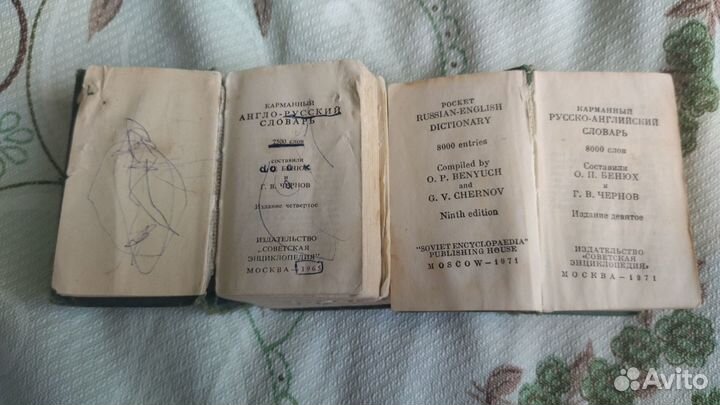 КАРМАННЫЙ
АНГЛО-РУССКИЙ
СЛОВАРЬ
7500 слов
СОСТАВИЛИ
БЕНЮХ
и
Г. В. ЧЕРНОВ
Издание четвертое
ИЗДАТЕЛЬСТВО
"СОВЕТСКАЯ
ЭНЦИКЛОПЕДИЯ"
МОСКВА—1965
POCKET
RUSSIAN-ENGLISH
DICTIONARY
8000 entries
Compiled by
O. P. BENYUCH
and
G. V. CHERNOV
Ninth edition
"SOVIET ENCYCLOPAEDIA"
PUBLISHING HOUSE
MOSCOW—1971
КАРМАННЫЙ
РУССКО-АНГЛИЙСКИЙ
СЛОВАРЬ
8000 слов
Составили
О. П. БЕНЮХ
и
Г. В. ЧЕРНОВ
Издание девятое
ИЗДАТЕЛЬСТВО
«СОВЕТСКАЯ
ЭНЦИКЛОПЕДИЯ»
МОСКВА—1971
Avito